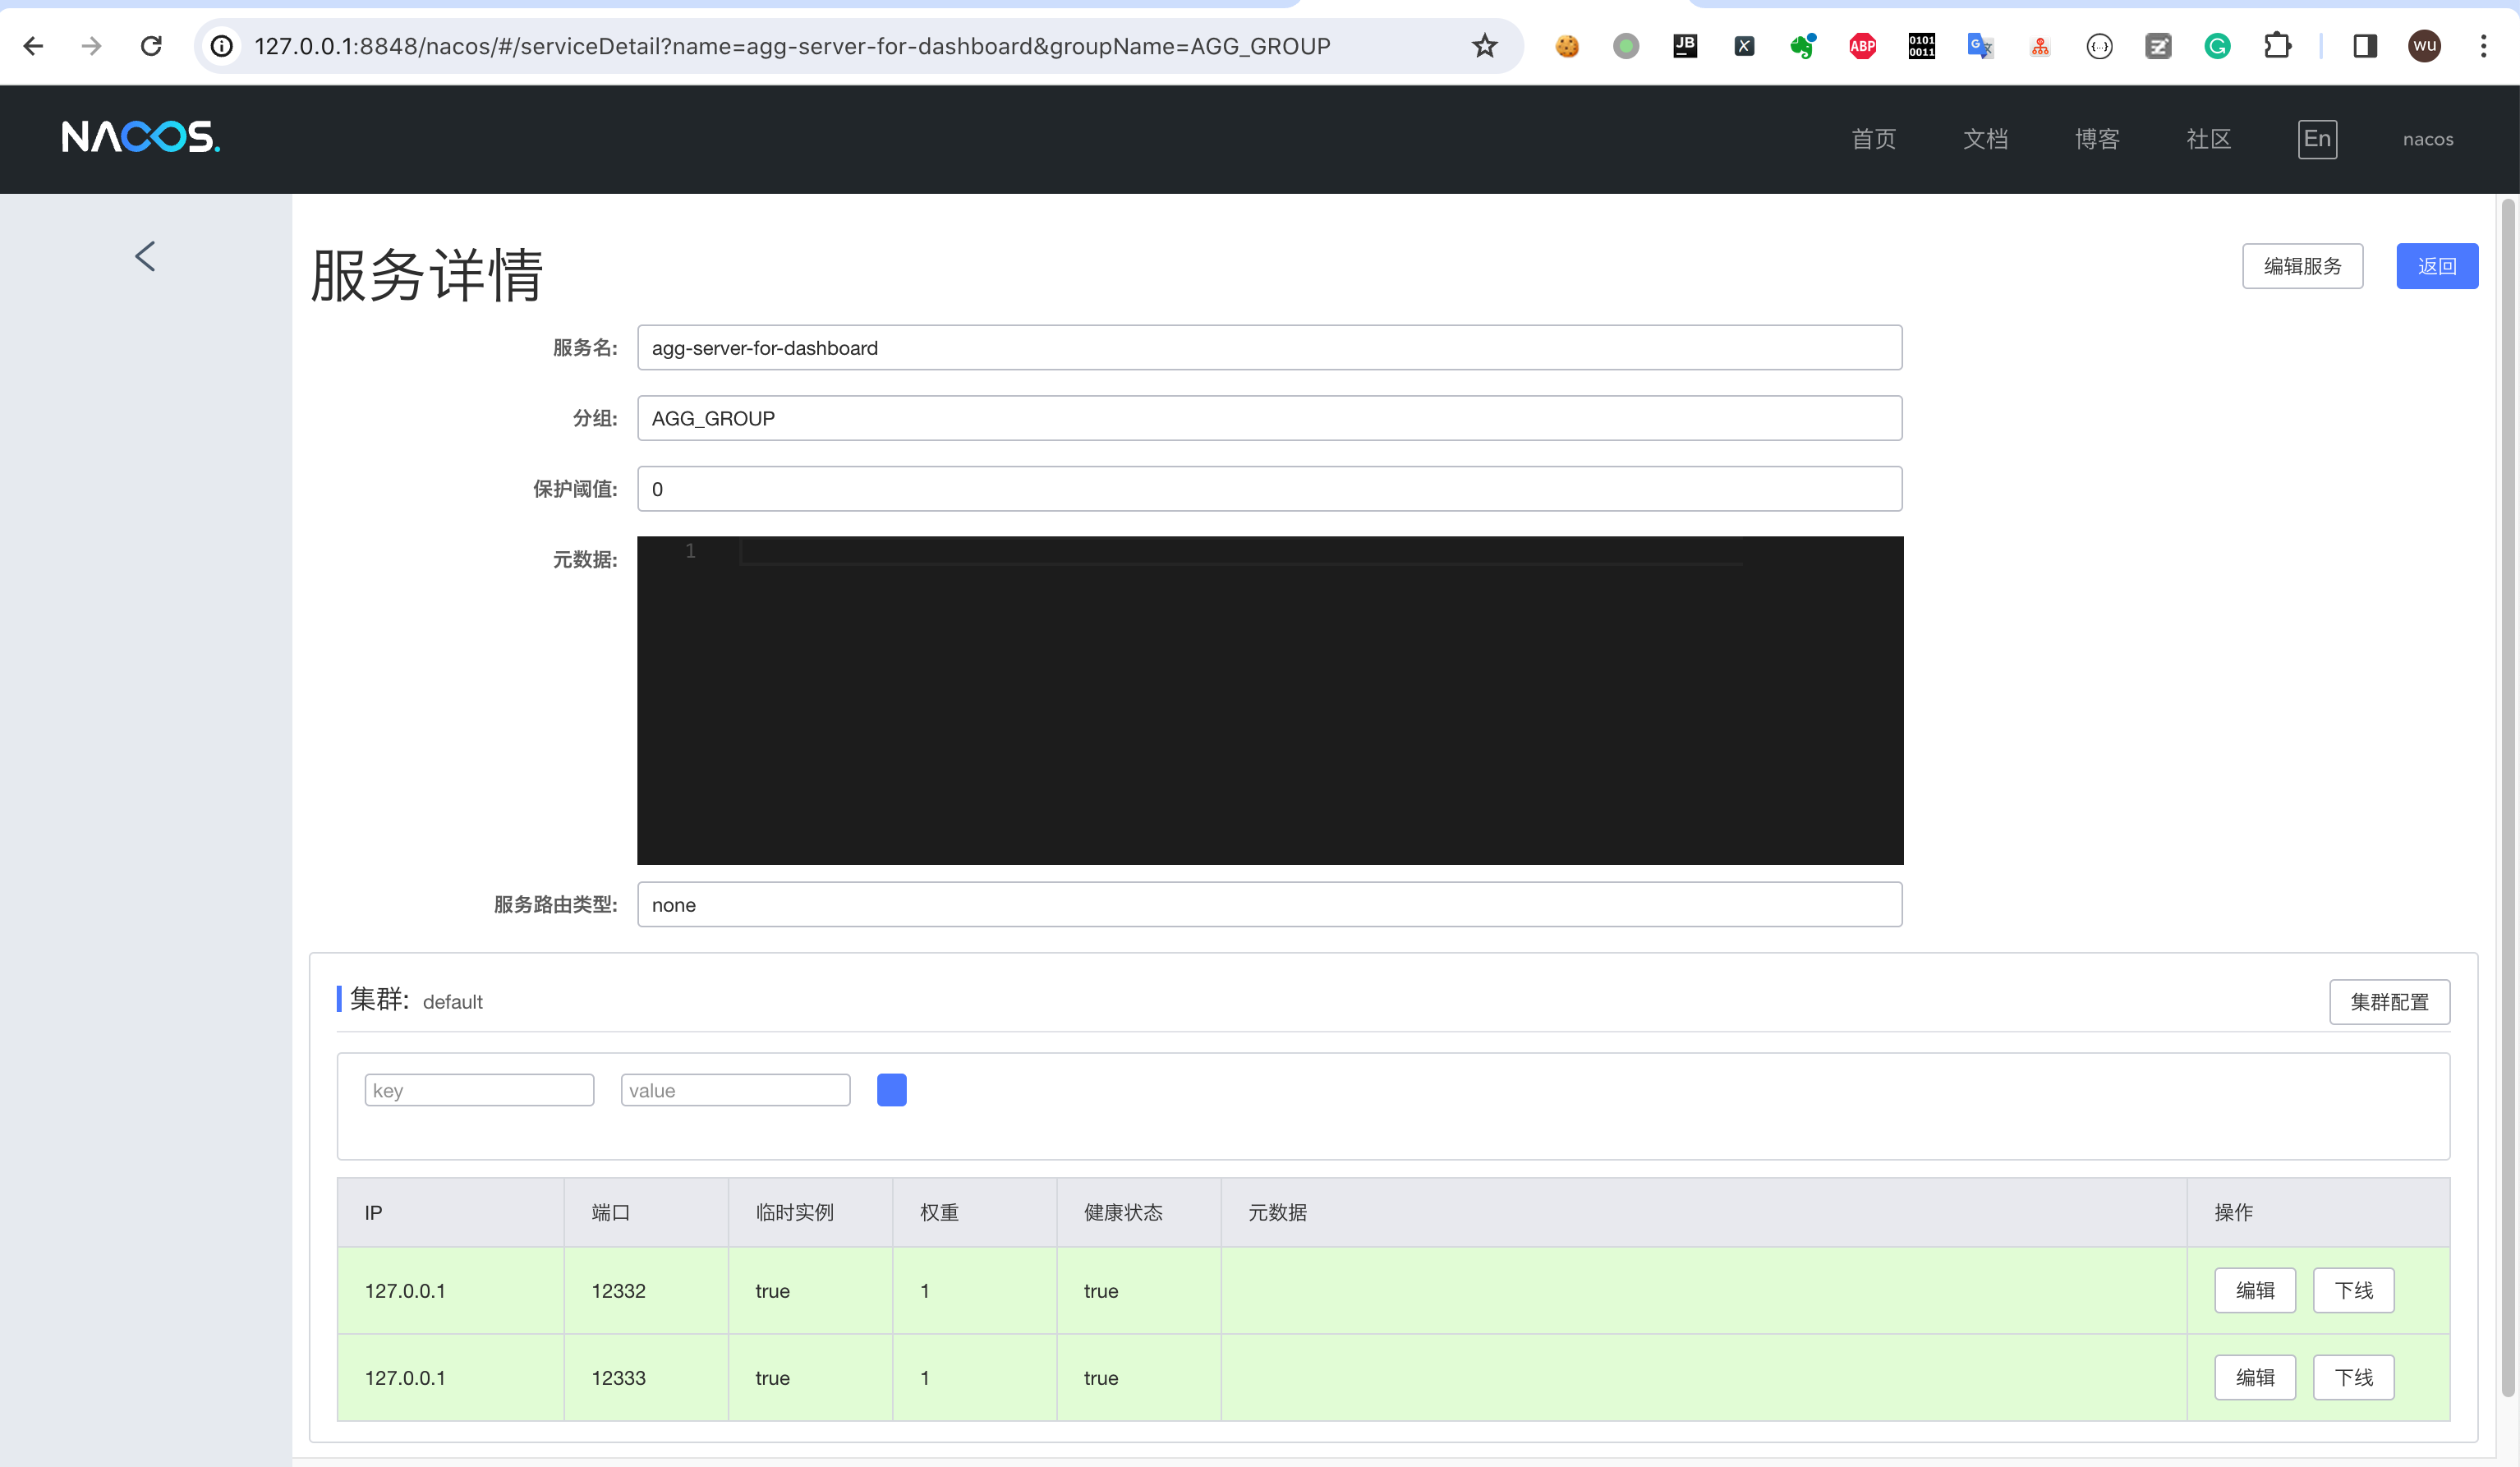 127.0.0.1:8848/nacos/#/serviceDetail?name=agg-server-for-dashboard&groupName=AGG_GROUP
JB
X
ABP
0101
0011
G 文
{...}
G
wu
NACOS.
首页 文档 博客 社区 En nacos
服务详情
编辑服务 返回
服务名: agg-server-for-dashboard
分组: AGG_GROUP
保护阈值: 0
元数据: 1
服务路由类型: none
集群: default
集群配置
key value
IP 端口 临时实例 权重 健康状态 元数据 操作
127.0.0.1 12332 true 1 true 编辑 下线
127.0.0.1 12333 true 1 true 编辑 下线